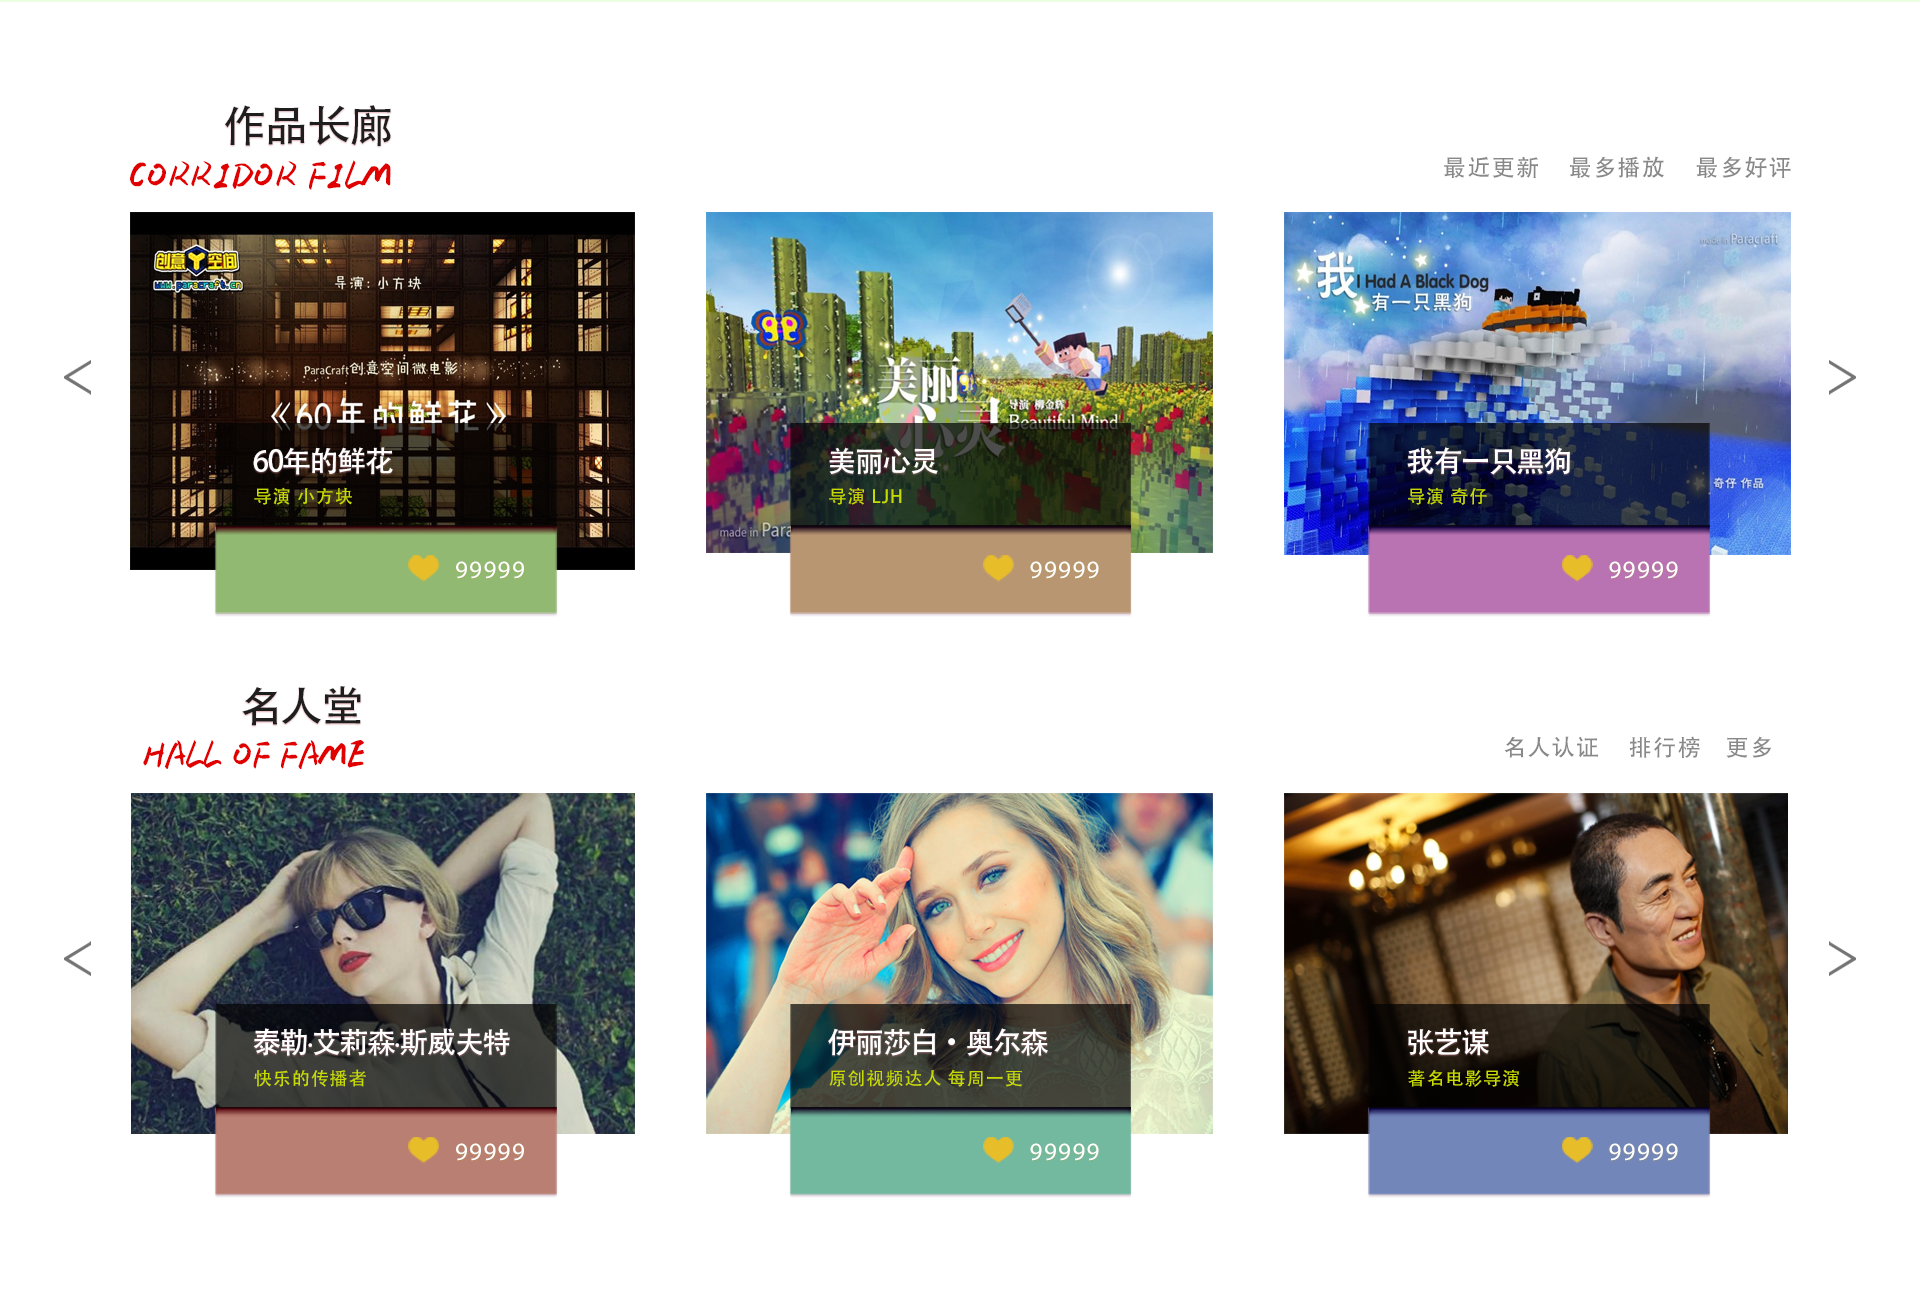 作品长廊
CORRIDOR FILM
最近更新 最多播放 最多好评
创意Y空间
www.paracraft.cn
导演: 小方块
ParaCraft创意空间微电影
《60年的鲜花》
60年的鲜花
导演 小方块
99999
美丽心灵
导演 柳金辉
Beautiful Mind
美丽心灵
导演 LJH
made in Para
99999
made in Paracraft
我 I Had A Black Dog
有一只黑狗
我有一只黑狗
导演 奇仔
奇仔 作品
99999
名人堂
HALL OF FAME
名人认证 排行榜 更多
泰勒·艾莉森·斯威夫特
快乐的传播者
99999
伊丽莎白·奥尔森
原创视频达人 每周一更
99999
张艺谋
著名电影导演
99999